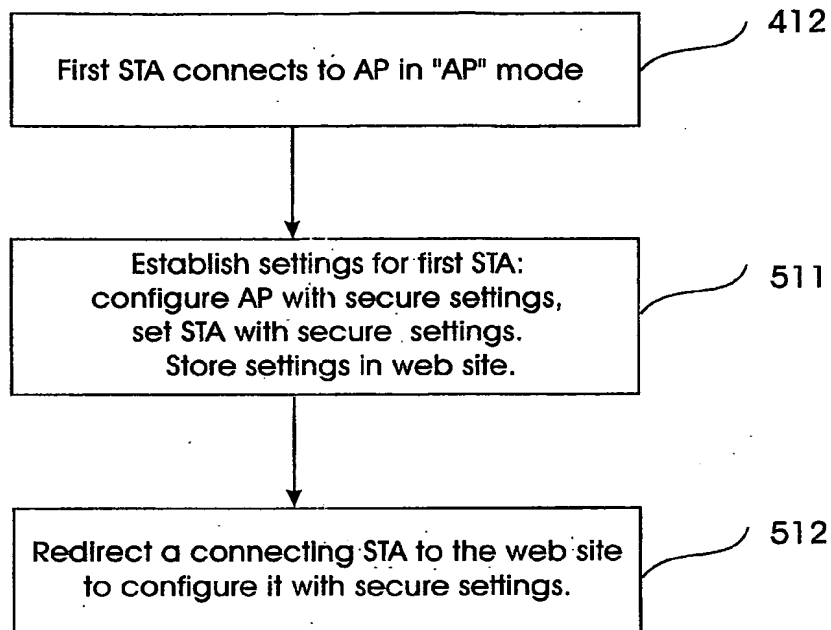 412
First STA connects to AP in "AP" mode
511
Establish settings for first STA:
configure AP with secure settings,
set STA with secure settings.
Store settings in web site.
512
Redirect a connecting STA to the web site
to configure it with secure settings.